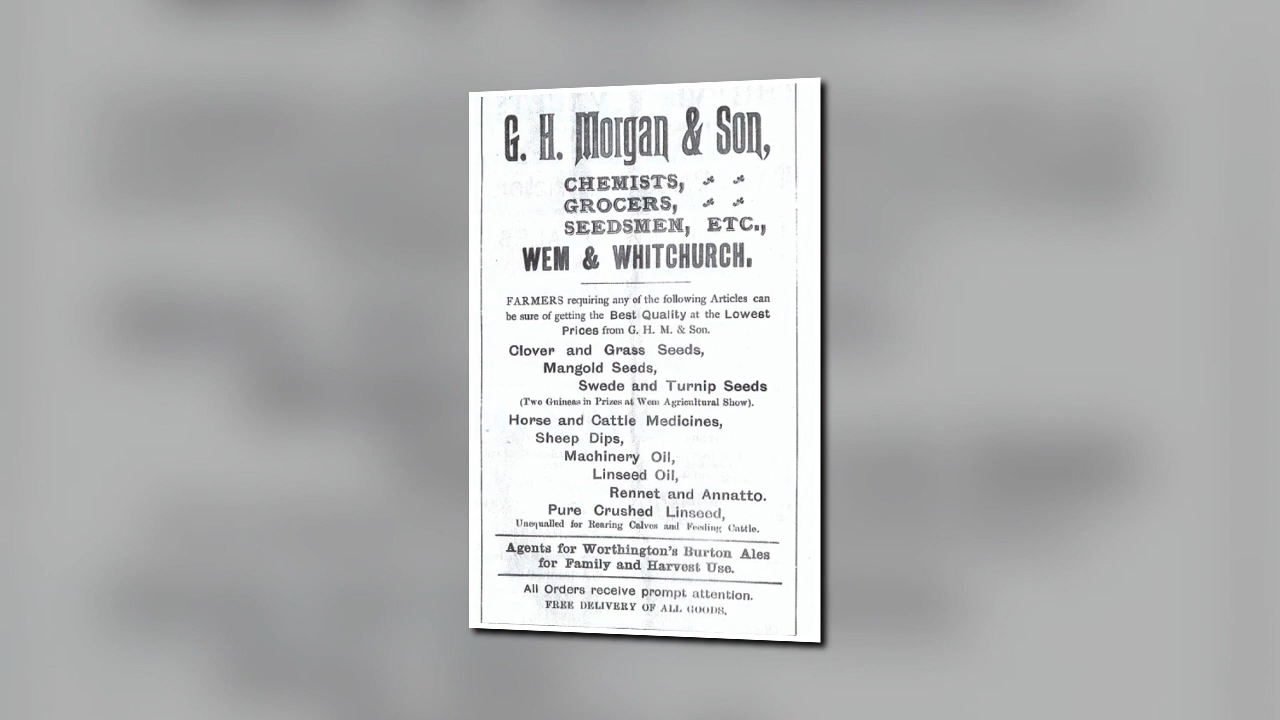 G. H. Morgan & Son,
CHEMISTS,
GROCERS,
SEEDSMEN, ETC.,
WEM & WHITCHURCH.
FARMERS requiring any of the following Articles can
be sure of getting the Best Quality at the Lowest
Prices from G. H. M. & Son.
Clover and Grass Seeds,
Mangold Seeds,
Swede and Turnip Seeds
(Two Guineas in Prizes at Wem Agricultural Show).
Horse and Cattle Medicines,
Sheep Dips,
Machinery Oil,
Linseed Oil,
Rennet and Annatto.
Pure Crushed Linseed,
Unequalled for Rearing Calves and Feeding Cattle.
Agents for Worthington's Burton Ales
for Family and Harvest Use.
All Orders receive prompt attention.
FREE DELIVERY OF ALL GOODS.